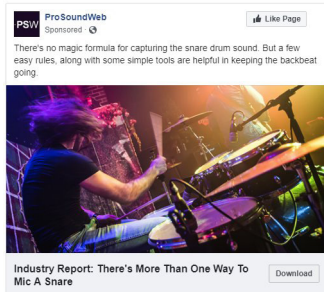 PSW
ProSoundWeb
Like Page
Sponsored ·
There's no magic formula for capturing the snare drum sound. But a few
easy rules, along with some simple tools are helpful in keeping the backbeat
going.
Industry Report: There's More Than One Way To
Mic A Snare
Download